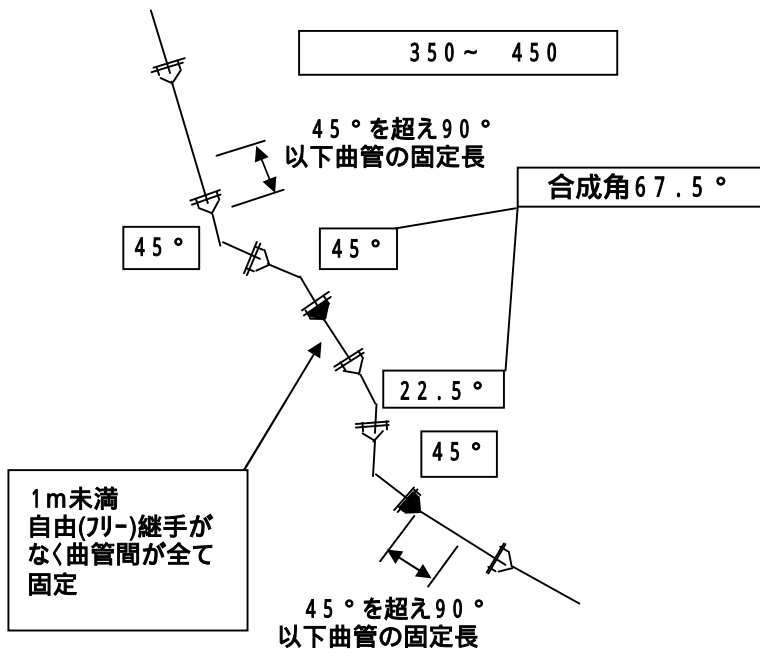 350~ 450
45°を超え90°
以下曲管の固定長
合成角67.5°
45°
45°
22.5°
45°
1m未満
自由(フリー)継手が
なく曲管間が全て
固定
45°を超え90°
以下曲管の固定長